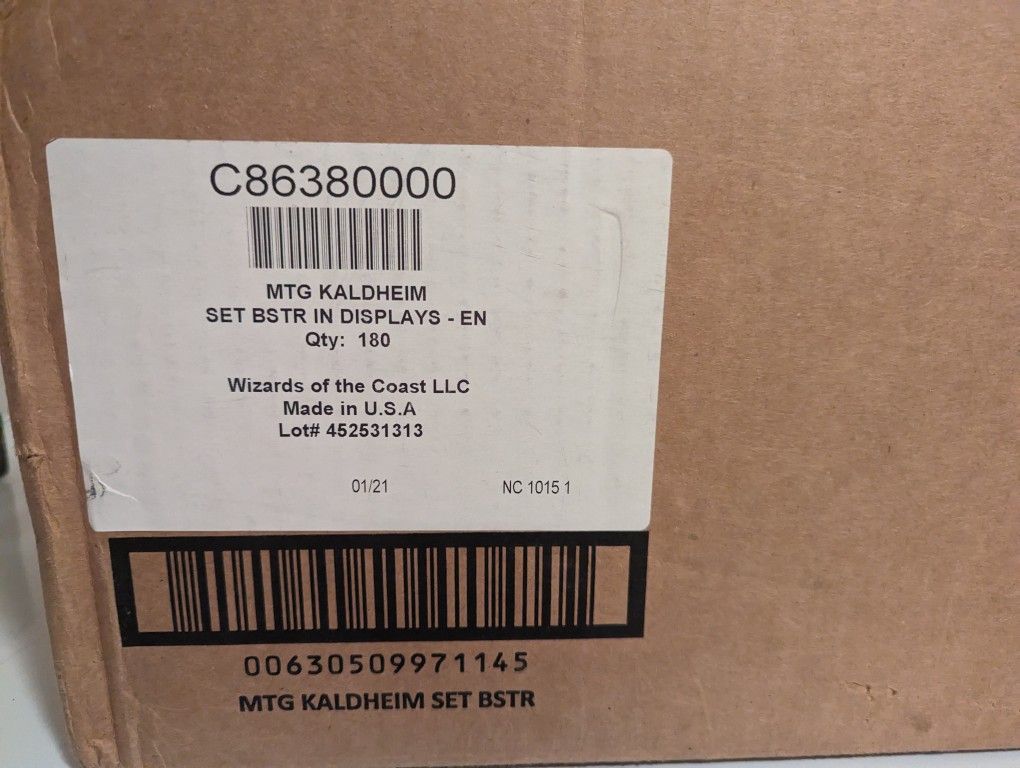 C86380000
MTG KALDHEIM
SET BSTR IN DISPLAYS - EN
Qty: 180
Wizards of the Coast LLC
Made in U.S.A
Lot# 452531313
01/21 NC 1015 1
00630509971145
MTG KALDHEIM SET BSTR